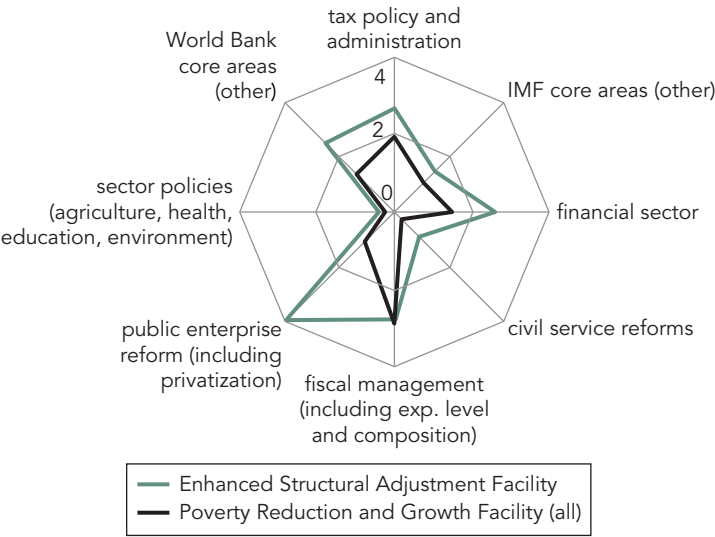 tax policy and
administration
World Bank
core areas
(other)
IMF core areas (other)
4
2
0
sector policies
(agriculture, health,
education, environment)
financial sector
public enterprise
reform (including
privatization)
civil service reforms
fiscal management
(including exp. level
and composition)
Enhanced Structural Adjustment Facility
Poverty Reduction and Growth Facility (all)